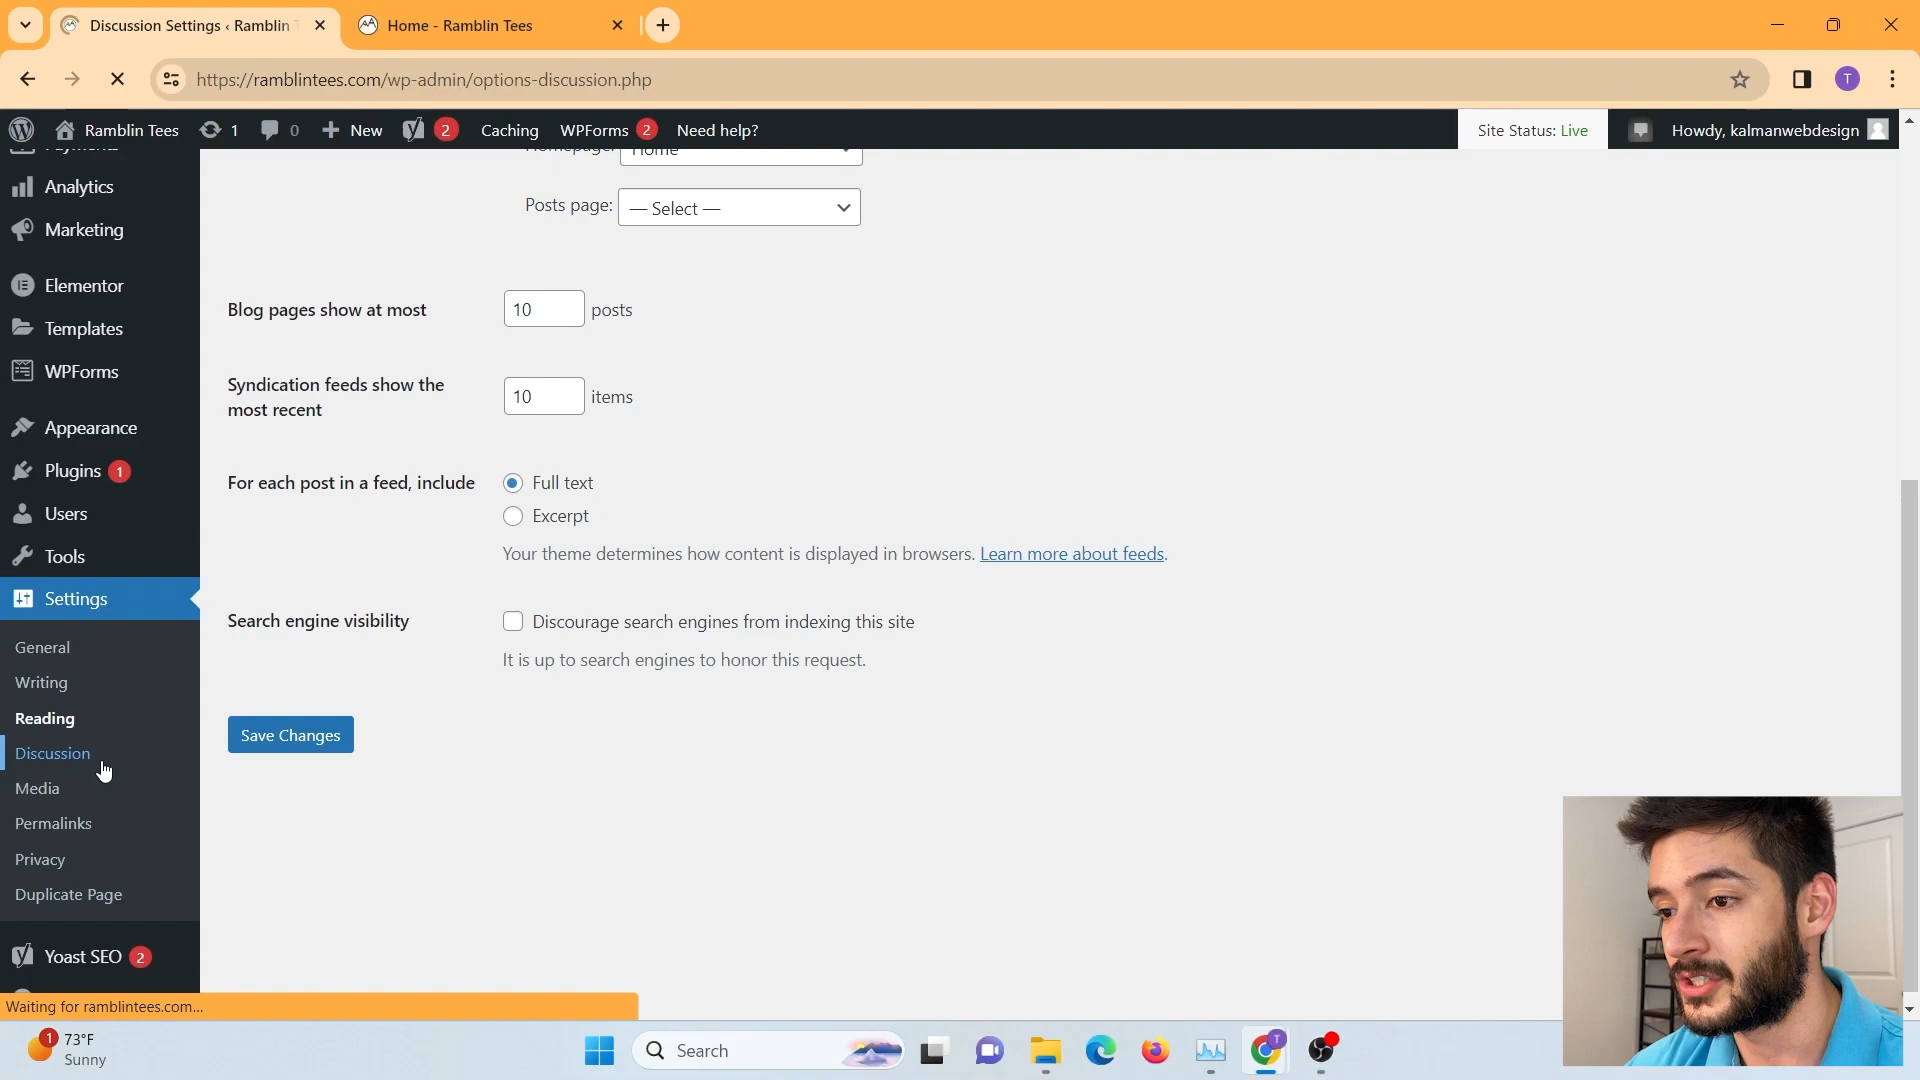 Discussion Settings ‹ Ramblin
Home - Ramblin Tees
https://ramblintees.com/wp-admin/options-discussion.php
T
Ramblin Tees
1
0
New
2
Caching
WPForms 2
Need help?
Site Status: Live
Howdy, kalmanwebdesign
Analytics
Marketing
Elementor
Templates
WPForms
Appearance
Plugins 1
Users
Tools
Settings
General
Writing
Reading
Discussion
Media
Permalinks
Privacy
Duplicate Page
Yoast SEO 2
Homepage: Home
Posts page: — Select —
Blog pages show at most 10 posts
Syndication feeds show the
most recent
10 items
For each post in a feed, include
Full text
Excerpt
Your theme determines how content is displayed in browsers. Learn more about feeds.
Search engine visibility
Discourage search engines from indexing this site
It is up to search engines to honor this request.
Save Changes
Waiting for ramblintees.com...
1
73°F
Sunny
Search
T